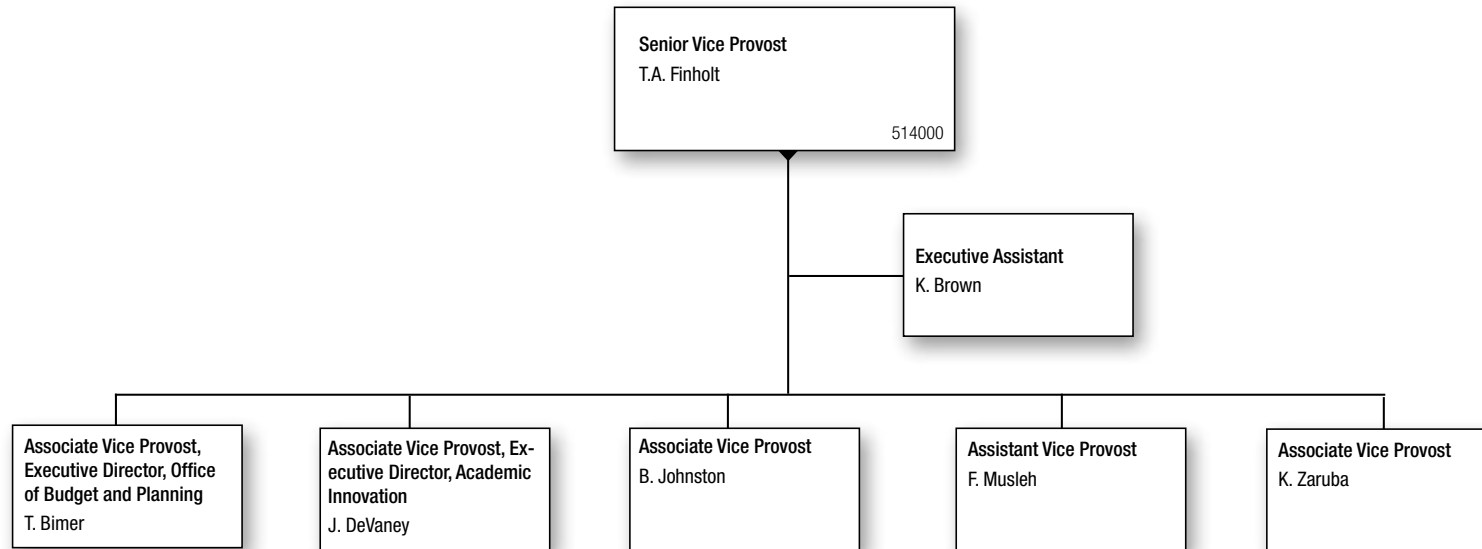 Senior Vice Provost
T.A. Finholt
514000
Executive Assistant
K. Brown
Associate Vice Provost,
Executive Director, Office
of Budget and Planning
T. Bimer
Associate Vice Provost, Ex-
ecutive Director, Academic
Innovation
J. DeVaney
Associate Vice Provost
B. Johnston
Assistant Vice Provost
F. Musleh
Associate Vice Provost
K. Zaruba